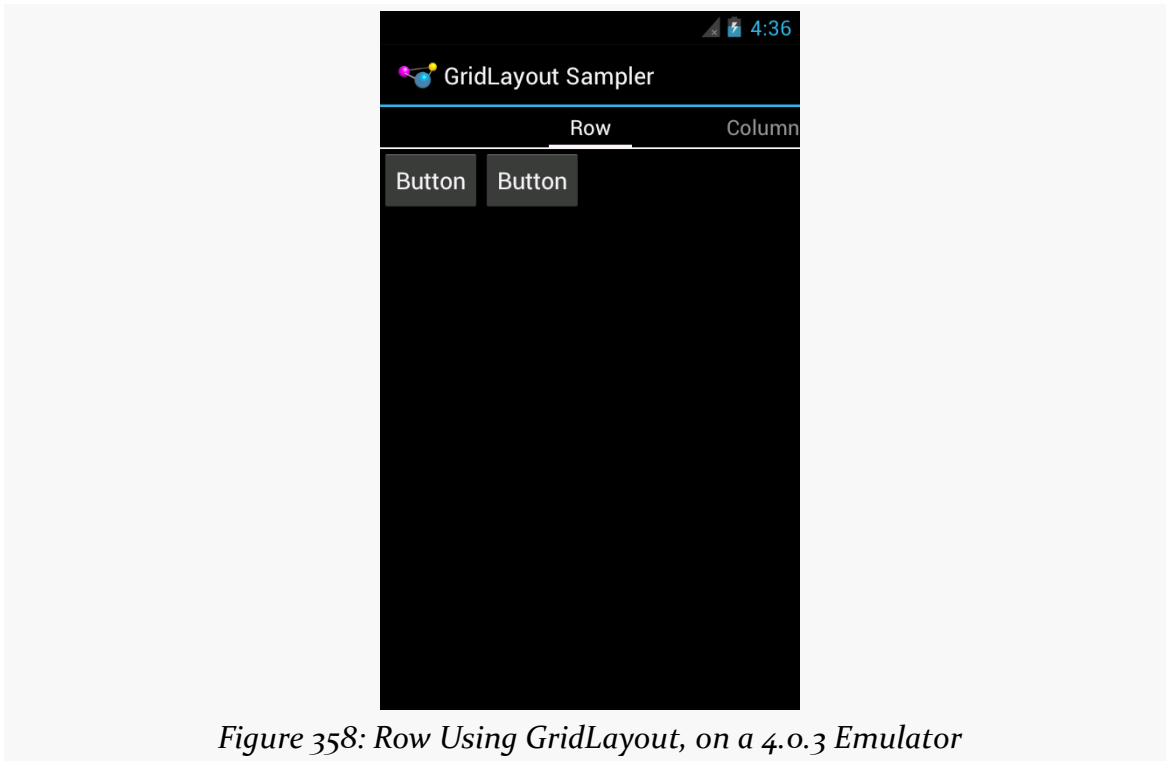 4:36
GridLayout Sampler
Row Column
Button Button
Figure 358: Row Using GridLayout, on a 4.0.3 Emulator